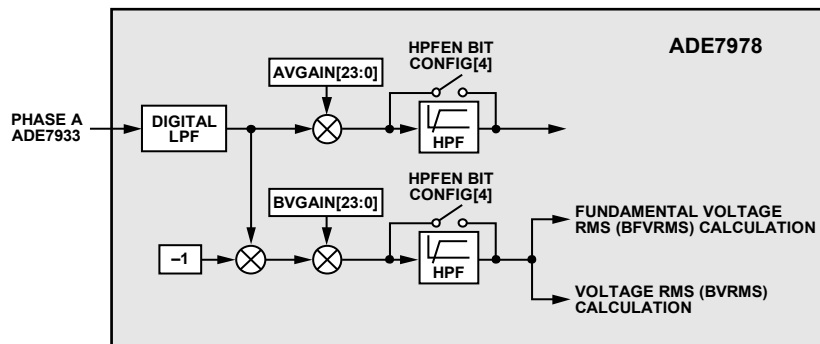 ADE7978
HPFEN BIT
CONFIG[4]
AVGAIN[23:0]
PHASE A
ADE7933
DIGITAL
LPF
HPF
HPFEN BIT
CONFIG[4]
BVGAIN[23:0]
–1
HPF
FUNDAMENTAL VOLTAGE
RMS (BFVRMS) CALCULATION
VOLTAGE RMS (BVRMS)
CALCULATION